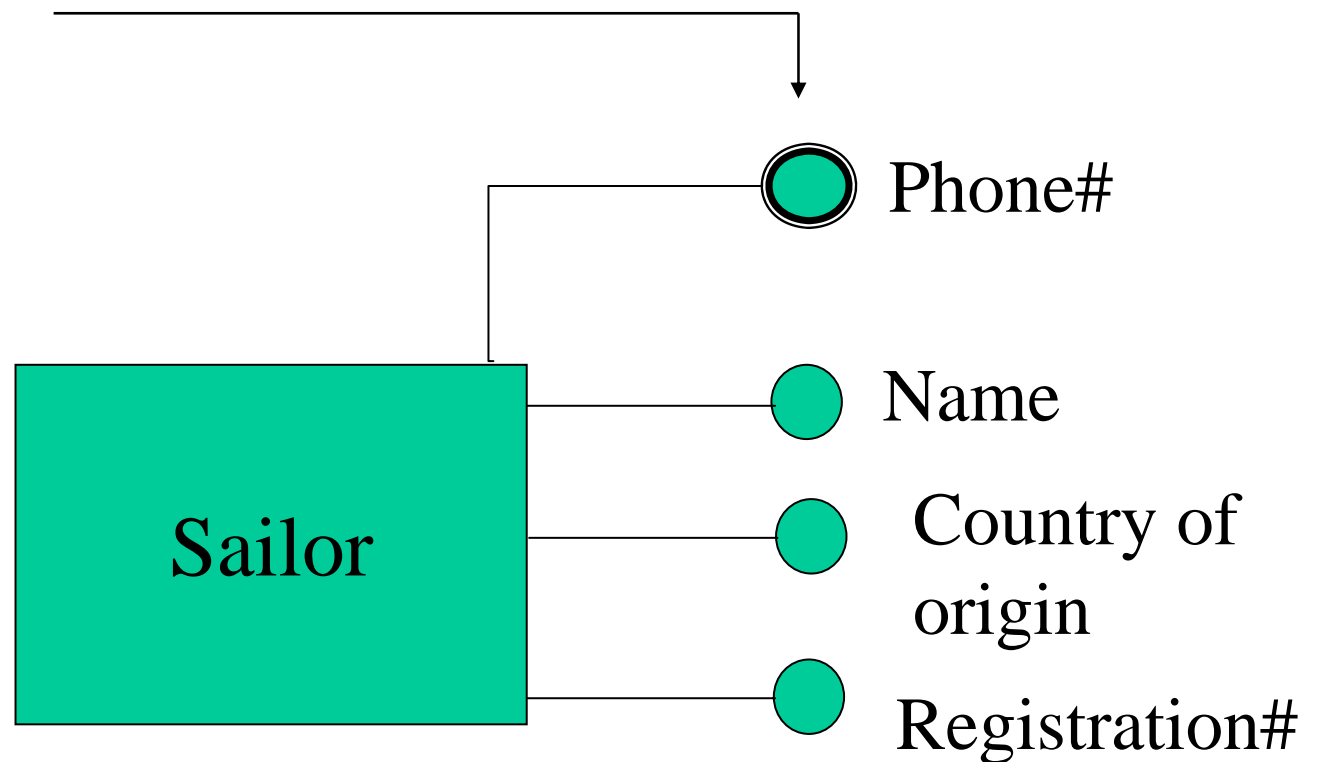 Phone#
Name
Sailor
Country of
origin
Registration#